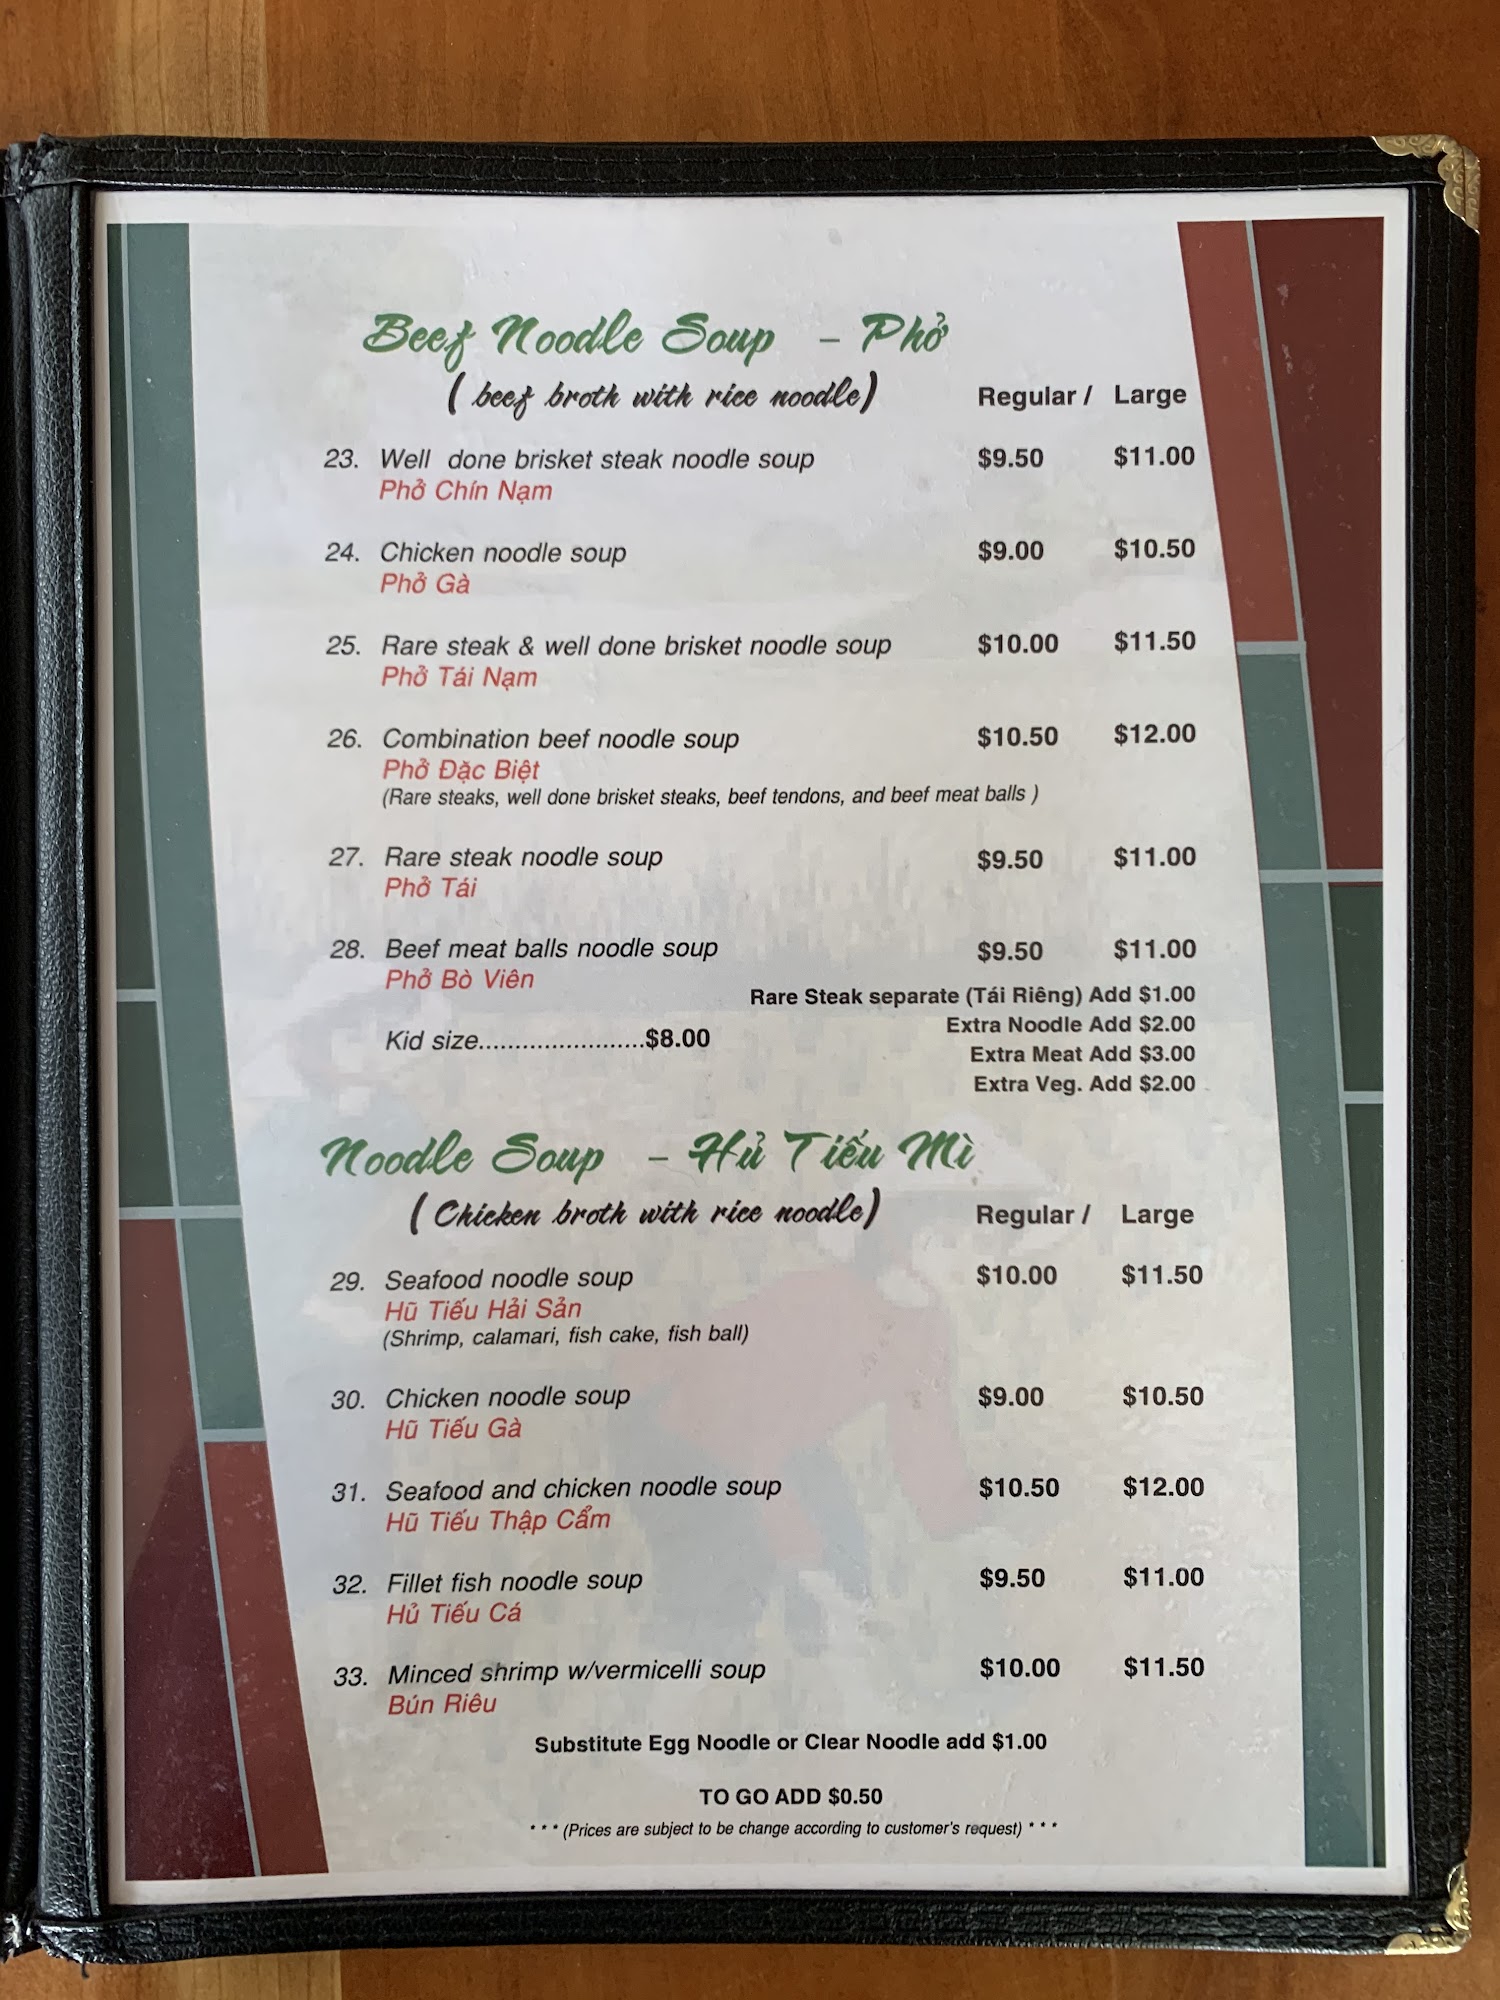 Beef Noodle Soup - Phở
( beef broth with rice noodle) Regular / Large
23. Well done brisket steak noodle soup $9.50 $11.00
Phở Chín Nạm
24. Chicken noodle soup $9.00 $10.50
Phở Gà
25. Rare steak & well done brisket noodle soup $10.00 $11.50
Phở Tái Nạm
26. Combination beef noodle soup $10.50 $12.00
Phở Đặc Biệt
(Rare steaks, well done brisket steaks, beef tendons, and beef meat balls )
27. Rare steak noodle soup $9.50 $11.00
Phở Tái
28. Beef meat balls noodle soup $9.50 $11.00
Phở Bò Viên
Rare Steak separate (Tái Riêng) Add $1.00
Extra Noodle Add $2.00
Kid size.......................$8.00
Extra Meat Add $3.00
Extra Veg. Add $2.00
Noodle Soup - Hủ Tiếu Mì
( Chicken broth with rice noodle) Regular / Large
29. Seafood noodle soup $10.00 $11.50
Hũ Tiếu Hải Sản
(Shrimp, calamari, fish cake, fish ball)
30. Chicken noodle soup $9.00 $10.50
Hũ Tiếu Gà
31. Seafood and chicken noodle soup $10.50 $12.00
Hũ Tiếu Thập Cẩm
32. Fillet fish noodle soup $9.50 $11.00
Hủ Tiếu Cá
33. Minced shrimp w/vermicelli soup $10.00 $11.50
Bún Riêu
Substitute Egg Noodle or Clear Noodle add $1.00
TO GO ADD $0.50
* * * (Prices are subject to be change according to customer's request) * * *